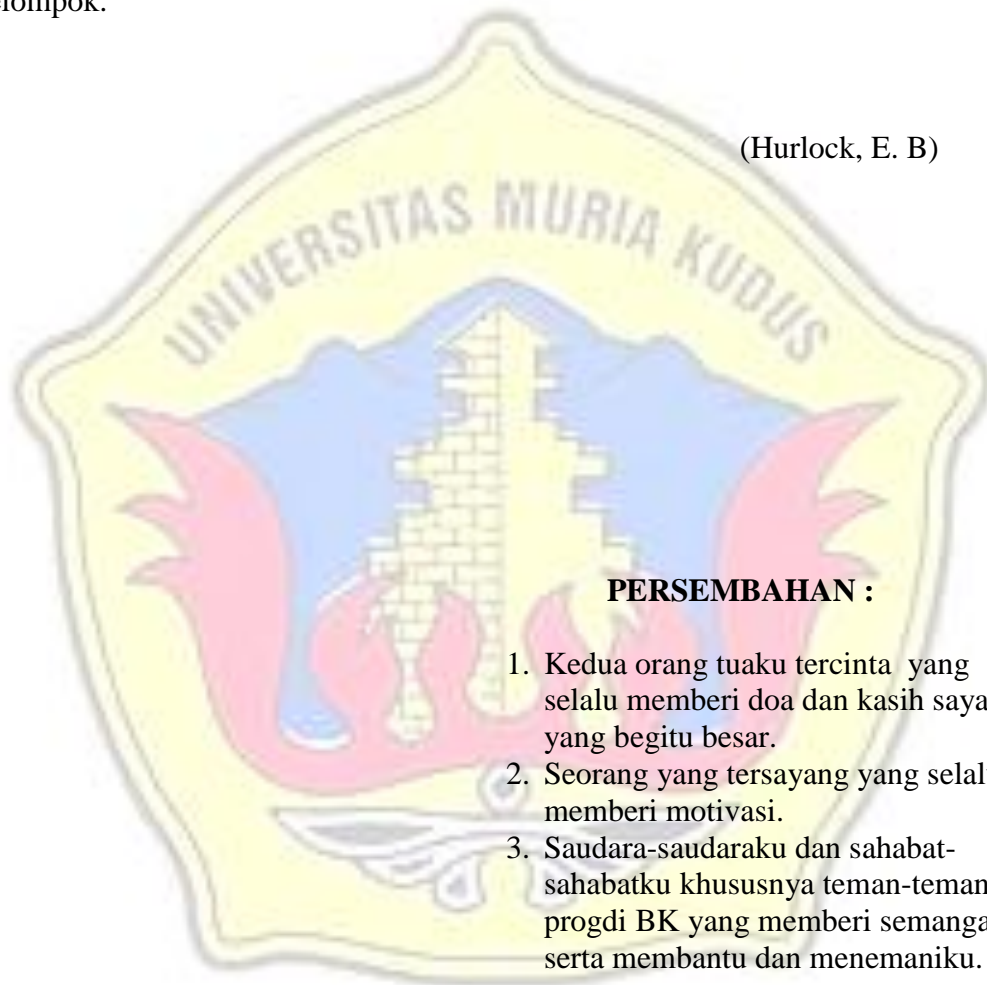 elompok.
(Hurlock, E. B)
UNIVERSITAS MURIA KUDUS
PERSEMBAHAN :
1. Kedua orang tuaku tercinta yang
selalu memberi doa dan kasih saya
yang begitu besar.
2. Seorang yang tersayang yang selal
memberi motivasi.
3. Saudara-saudaraku dan sahabat-
sahabatku khususnya teman-teman
progdi BK yang memberi semanga
serta membantu dan menemaniku.